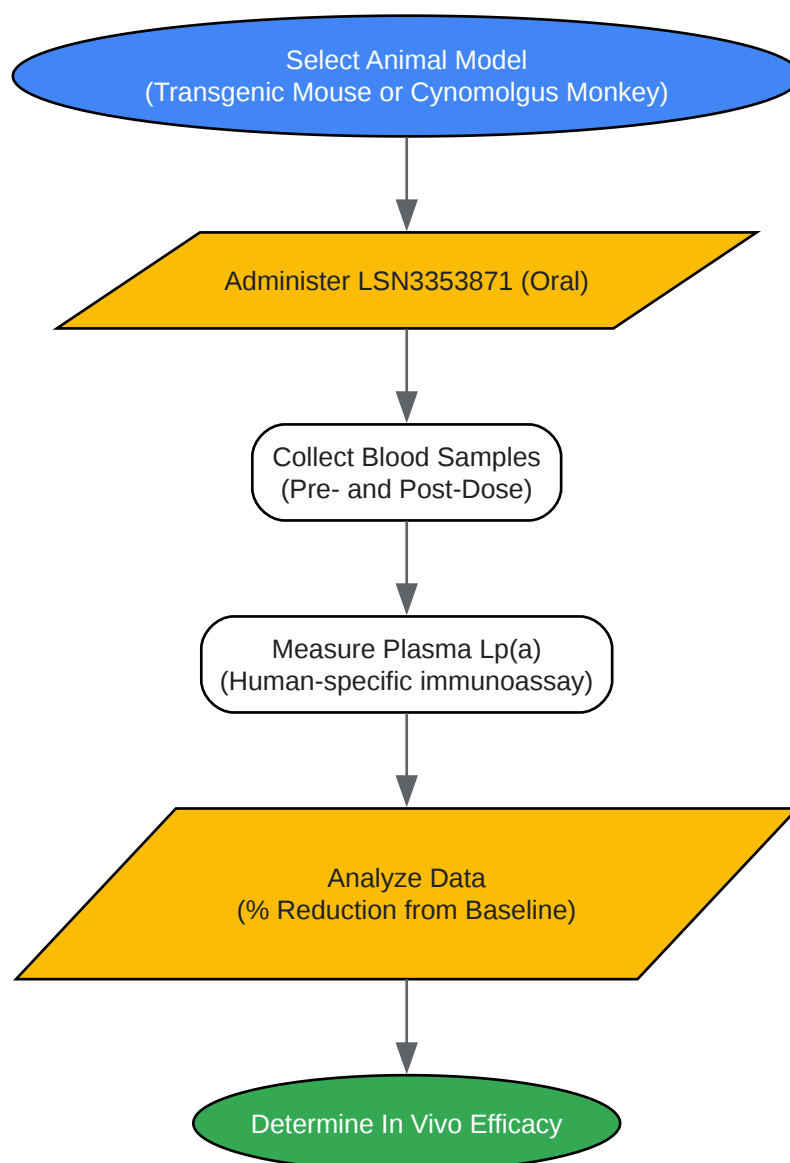 Select Animal Model
(Transgenic Mouse or Cynomolgus Monkey)
Administer LSN3353871 (Oral)
Collect Blood Samples
(Pre- and Post-Dose)
Measure Plasma Lp(a)
(Human-specific immunoassay)
Analyze Data
(% Reduction from Baseline)
Determine In Vivo Efficacy